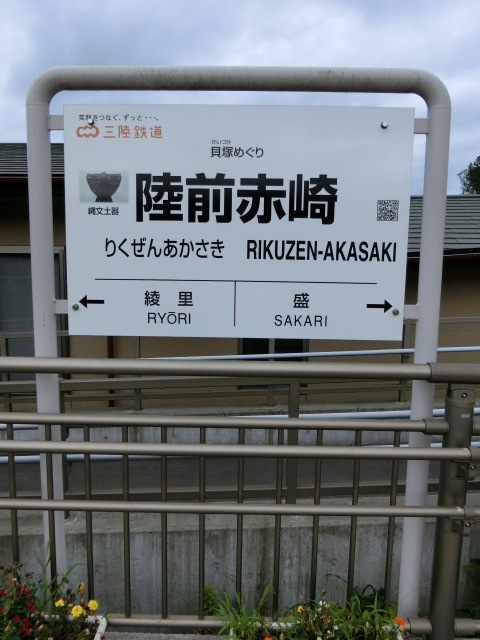 笑顔をつなぐ、ずっと・・・。
三陸鉄道
かいづか
貝塚めぐり
縄文土器
陸前赤崎
りくぜんあかさき RIKUZEN-AKASAKI
← 綾里 盛 →
RYŌRI SAKARI